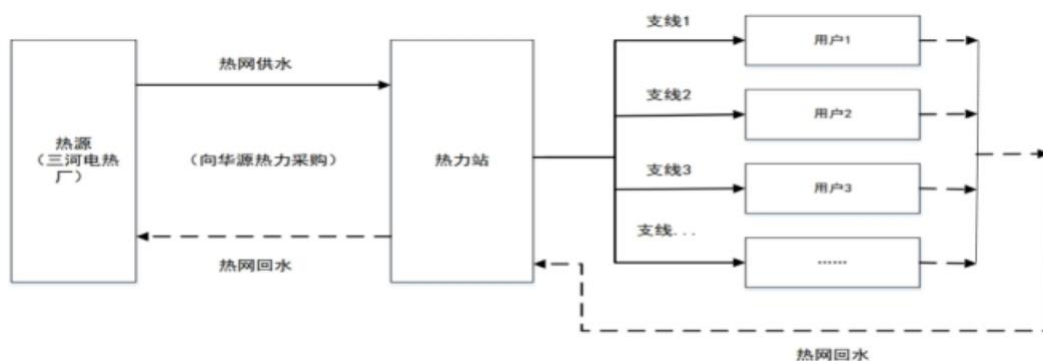 支线1
用户1
热网供水
支线2
用户2
热源
（三河电热
厂）
（向华源热力采购）
热力站
支线3
用户3
支线...
......
热网回水
热网回水